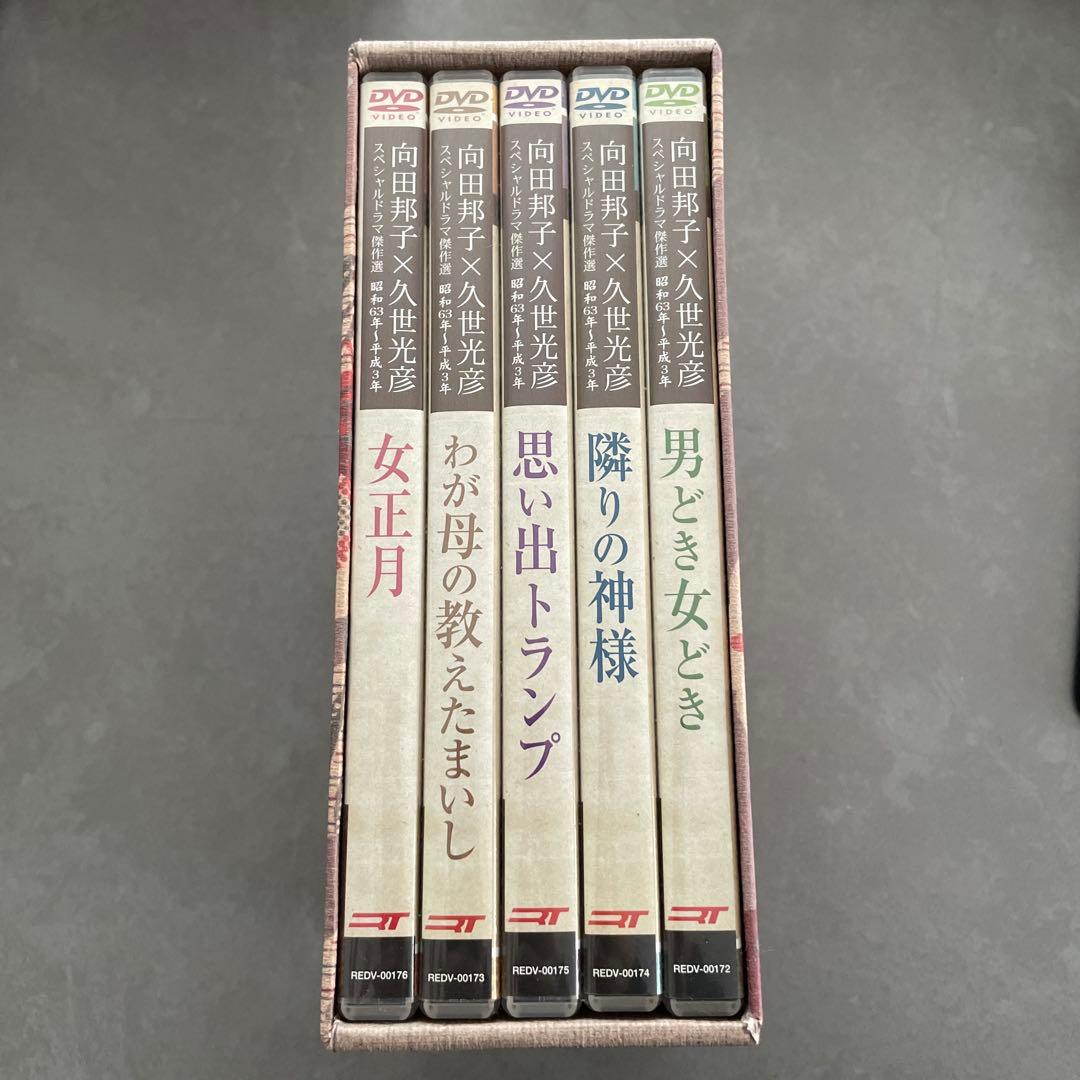 DVD
VIDEO
向田邦子×久世光彦
スペシャルドラマ傑作選 昭和63年〜平成3年
女正月
RT
REDV-00176
DVD
VIDEO
向田邦子×久世光彦
スペシャルドラマ傑作選 昭和63年〜平成3年
わが母の教えたまいし
RT
REDV-00173
DVD
VIDEO
向田邦子×久世光彦
スペシャルドラマ傑作選 昭和63年〜平成3年
思い出トランプ
RT
REDV-00175
DVD
VIDEO
向田邦子×久世光彦
スペシャルドラマ傑作選 昭和63年〜平成3年
隣りの神様
RT
REDV-00174
DVD
VIDEO
向田邦子×久世光彦
スペシャルドラマ傑作選 昭和63年〜平成3年
男どき女どき
RT
REDV-00172